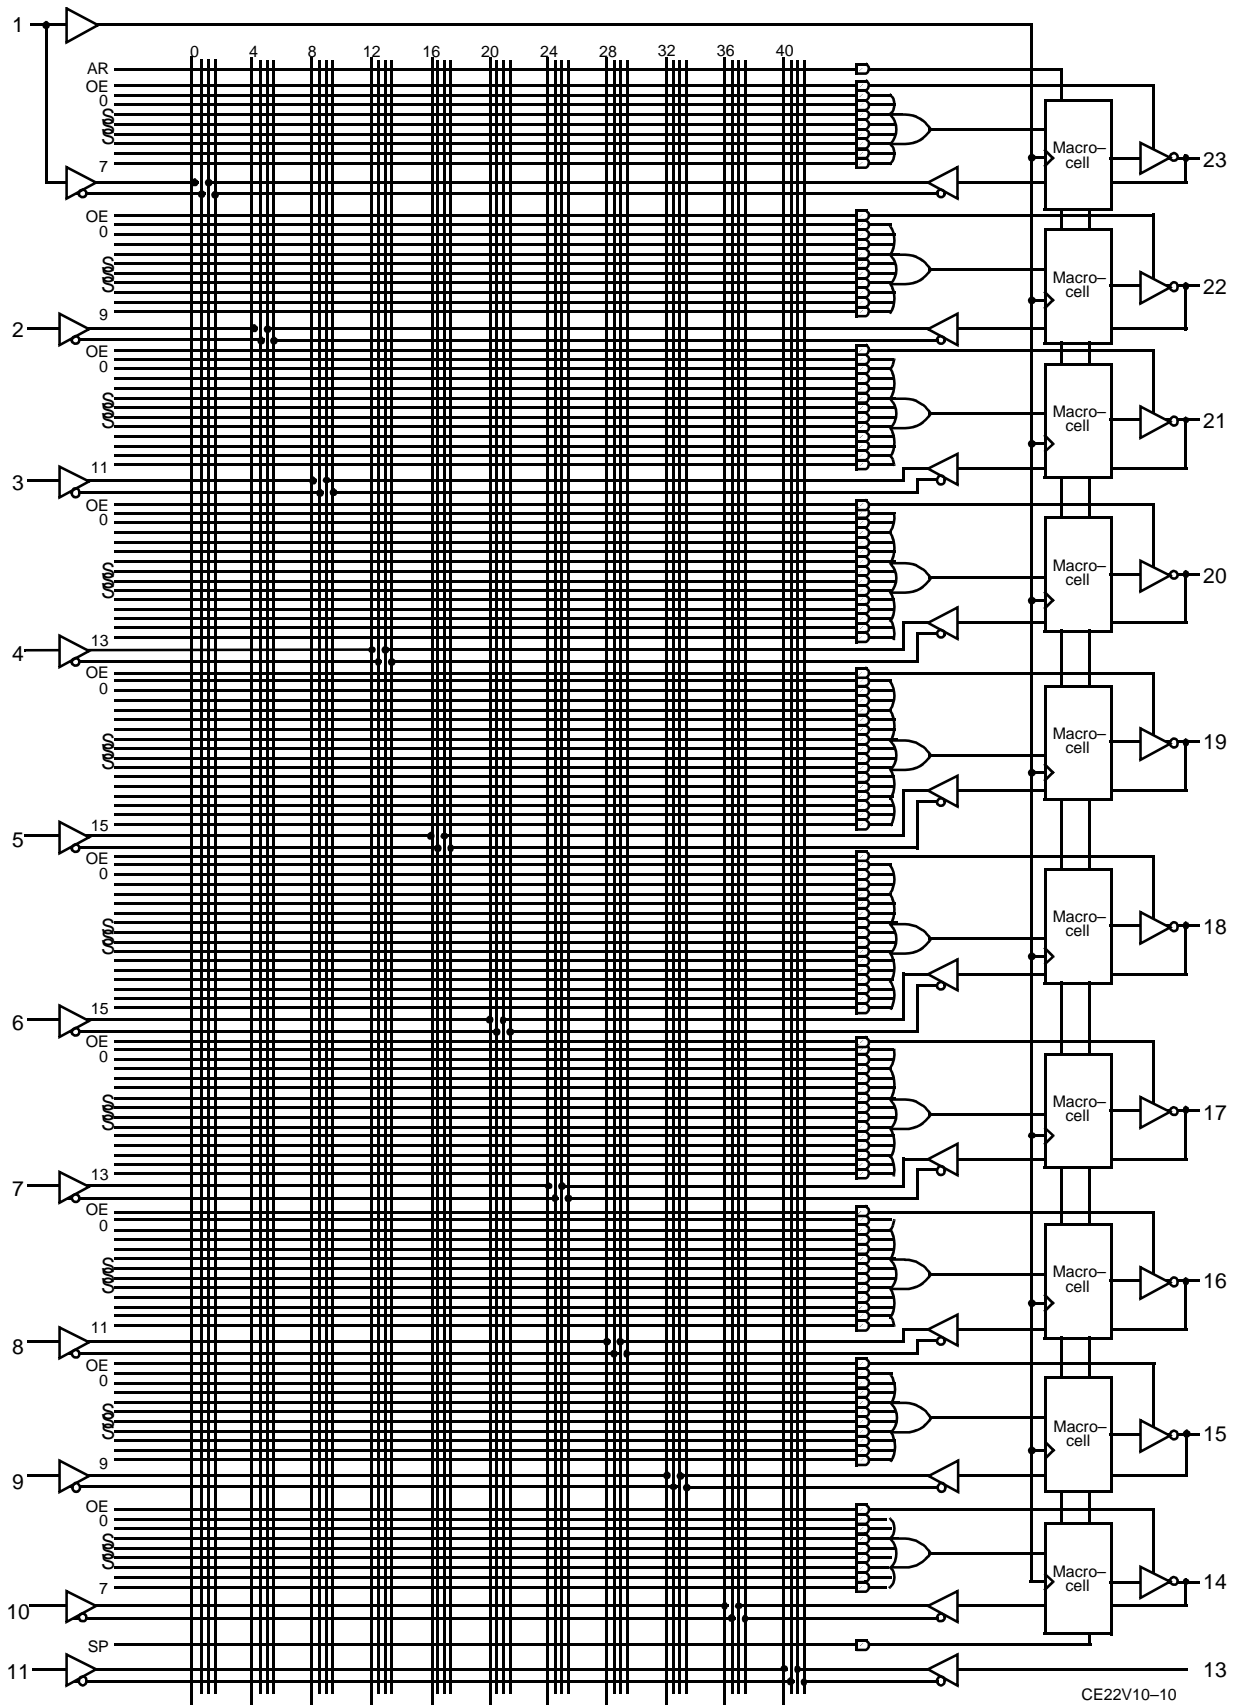 1
0 4 8 12 16 20 24 28 32 36 40
AR
OE
0
S
S
S
7
Macro–
cell
23
OE
0
S
S
S
9
Macro–
cell
22
2
OE
0
S
S
S
11
Macro–
cell
21
3
OE
0
S
S
S
13
Macro–
cell
20
4
OE
0
S
S
S
15
Macro–
cell
19
5
OE
0
S
S
S
15
Macro–
cell
18
6
OE
0
S
S
S
13
Macro–
cell
17
7
OE
0
S
S
S
11
Macro–
cell
16
8
OE
0
S
S
S
9
Macro–
cell
15
9
OE
0
S
S
S
7
Macro–
cell
14
10
SP
11
13
CE22V10–10